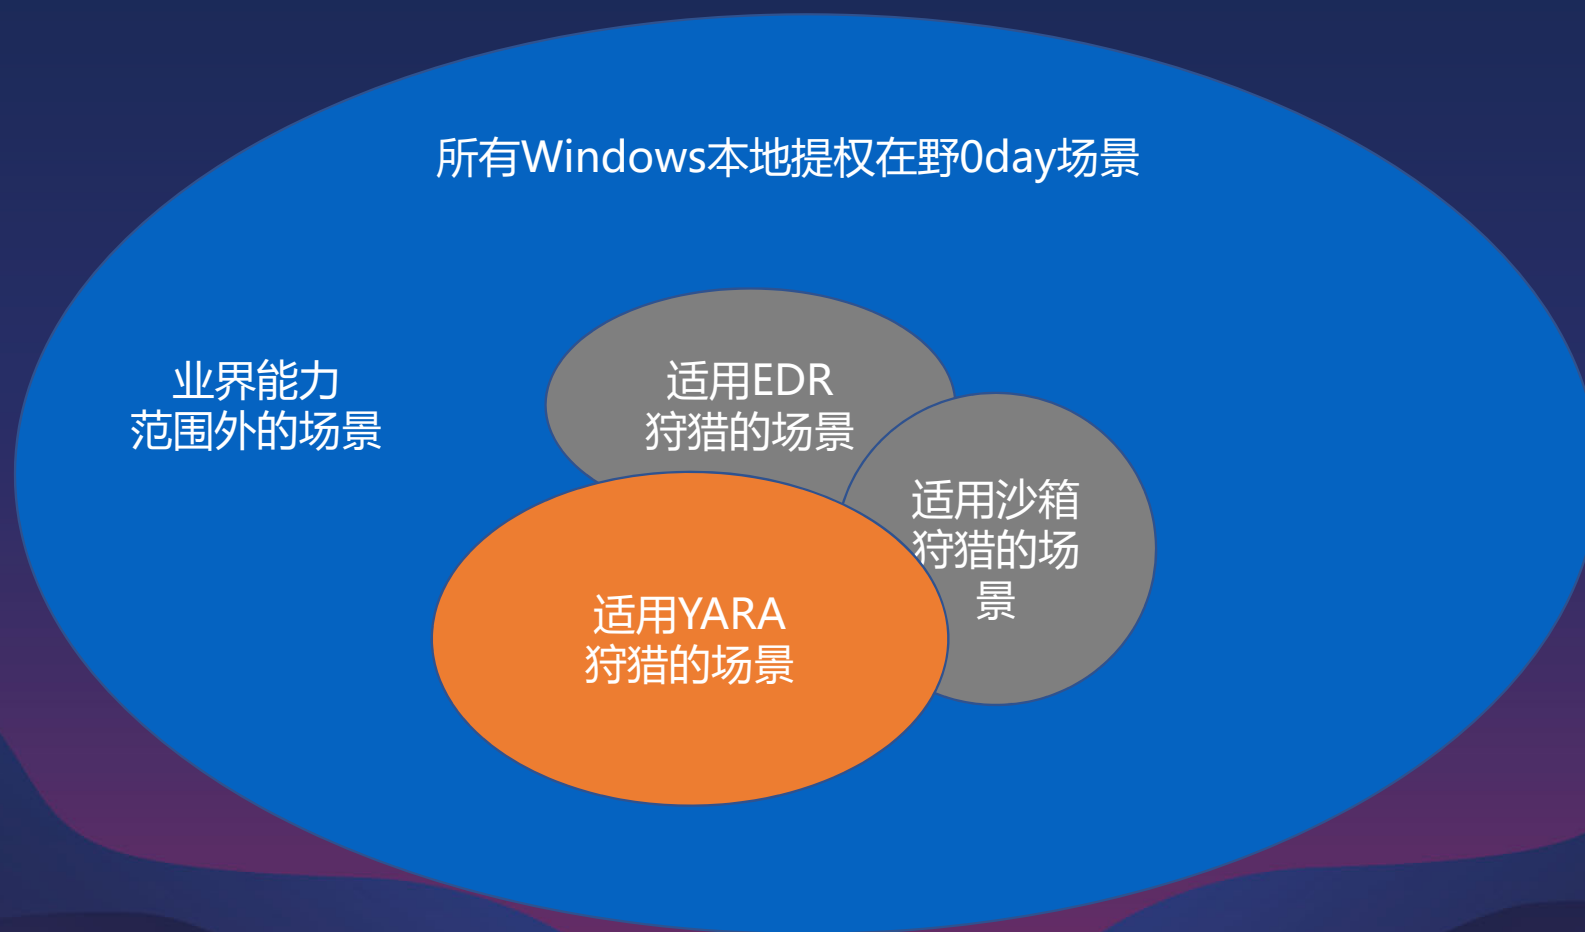 所有Windows本地提权在野0day场景
业界能力
范围外的场景
适用EDR
狩猎的场景
适用沙箱
狩猎的场
景
适用YARA
狩猎的场景